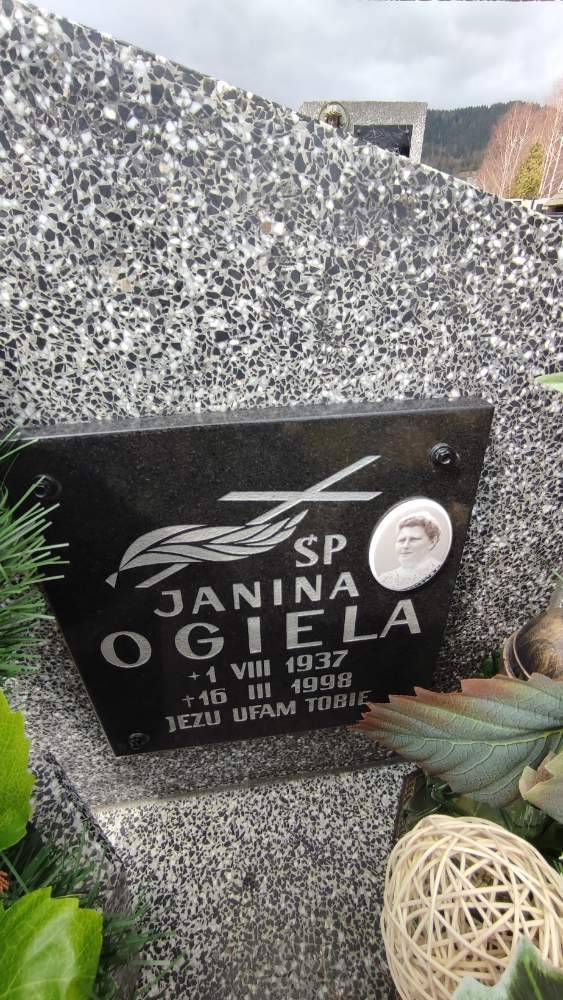 ŚP
JANINA
OGIELA
+1 VIII 1937
+16 III 1998
JEZU UFAM TOBIE